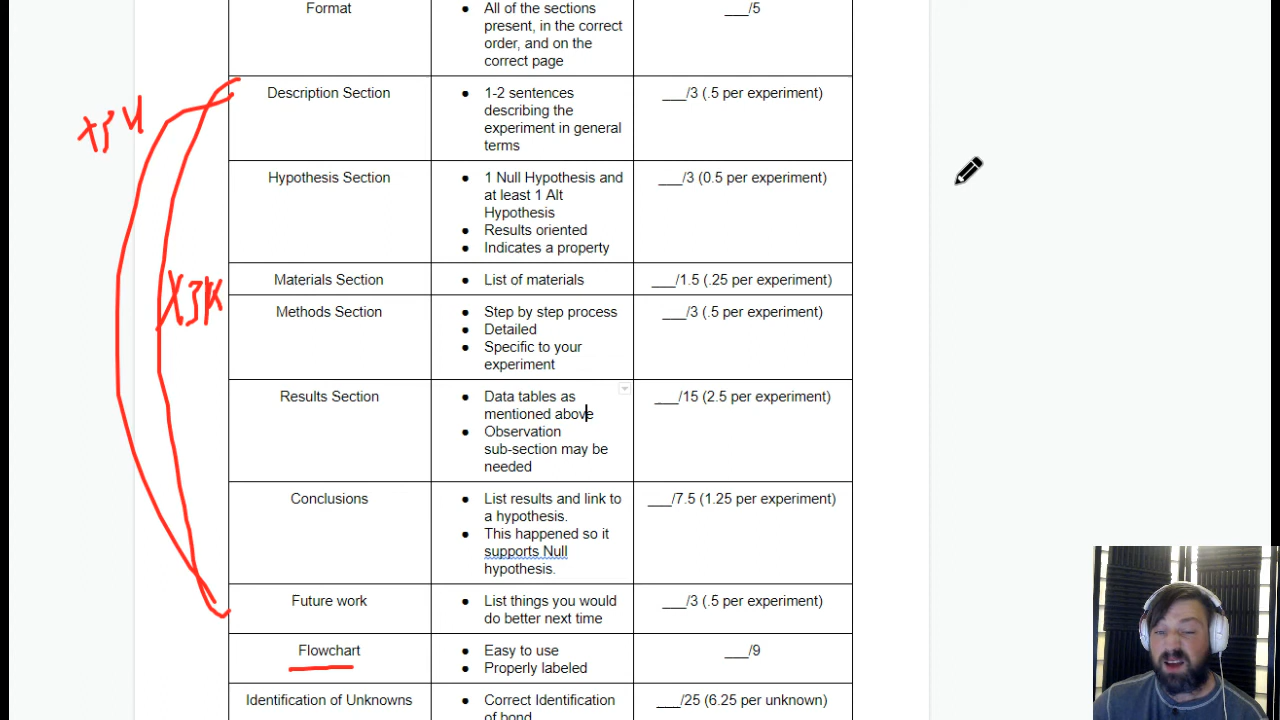 Format
All of the sections
present, in the correct
order, and on the
correct page
___/5
Description Section
1-2 sentences
describing the
experiment in general
terms
___/3 (.5 per experiment)
Hypothesis Section
1 Null Hypothesis and
at least 1 Alt
Hypothesis
Results oriented
Indicates a property
___/3 (0.5 per experiment)
Materials Section
List of materials
___/1.5 (.25 per experiment)
Methods Section
Step by step process
Detailed
Specific to your
experiment
___/3 (.5 per experiment)
Results Section
Data tables as
mentioned above
Observation
sub-section may be
needed
___/15 (2.5 per experiment)
Conclusions
List results and link to
a hypothesis.
This happened so it
supports Null
hypothesis.
___/7.5 (1.25 per experiment)
Future work
List things you would
do better next time
___/3 (.5 per experiment)
Flowchart
Easy to use
Properly labeled
___/9
Identification of Unknowns
Correct Identification
of bond
___/25 (6.25 per unknown)